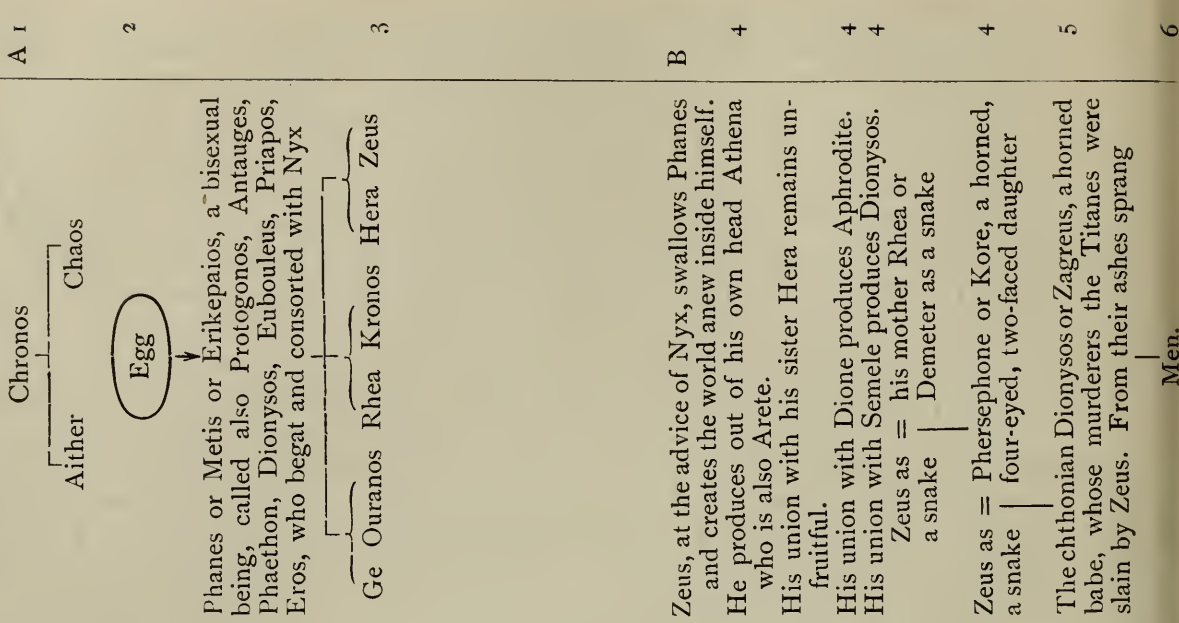 Chronos A 1
Aither Chaos
Egg 2
Phanes or Metis or Erikepaios, a bisexual
being, called also Protogonos, Antauges,
Phaethon, Dionysos, Eubouleus, Priapos,
Eros, who begat and consorted with Nyx
Ge Ouranos Rhea Kronos Hera Zeus 3
Zeus, at the advice of Nyx, swallows Phanes B
and creates the world anew inside himself.
He produces out of his own head Athena 4
who is also Arete.
His union with his sister Hera remains un-
fruitful.
His union with Dione produces Aphrodite. 4
His union with Semele produces Dionysos. 4
Zeus as = his mother Rhea or
a snake Demeter as a snake
Zeus as = Phersephone or Kore, a horned, 4
a snake four-eyed, two-faced daughter
The chthonian Dionysos or Zagreus, a horned 5
babe, whose murderers the Titanes were
slain by Zeus. From their ashes sprang
Men. 6